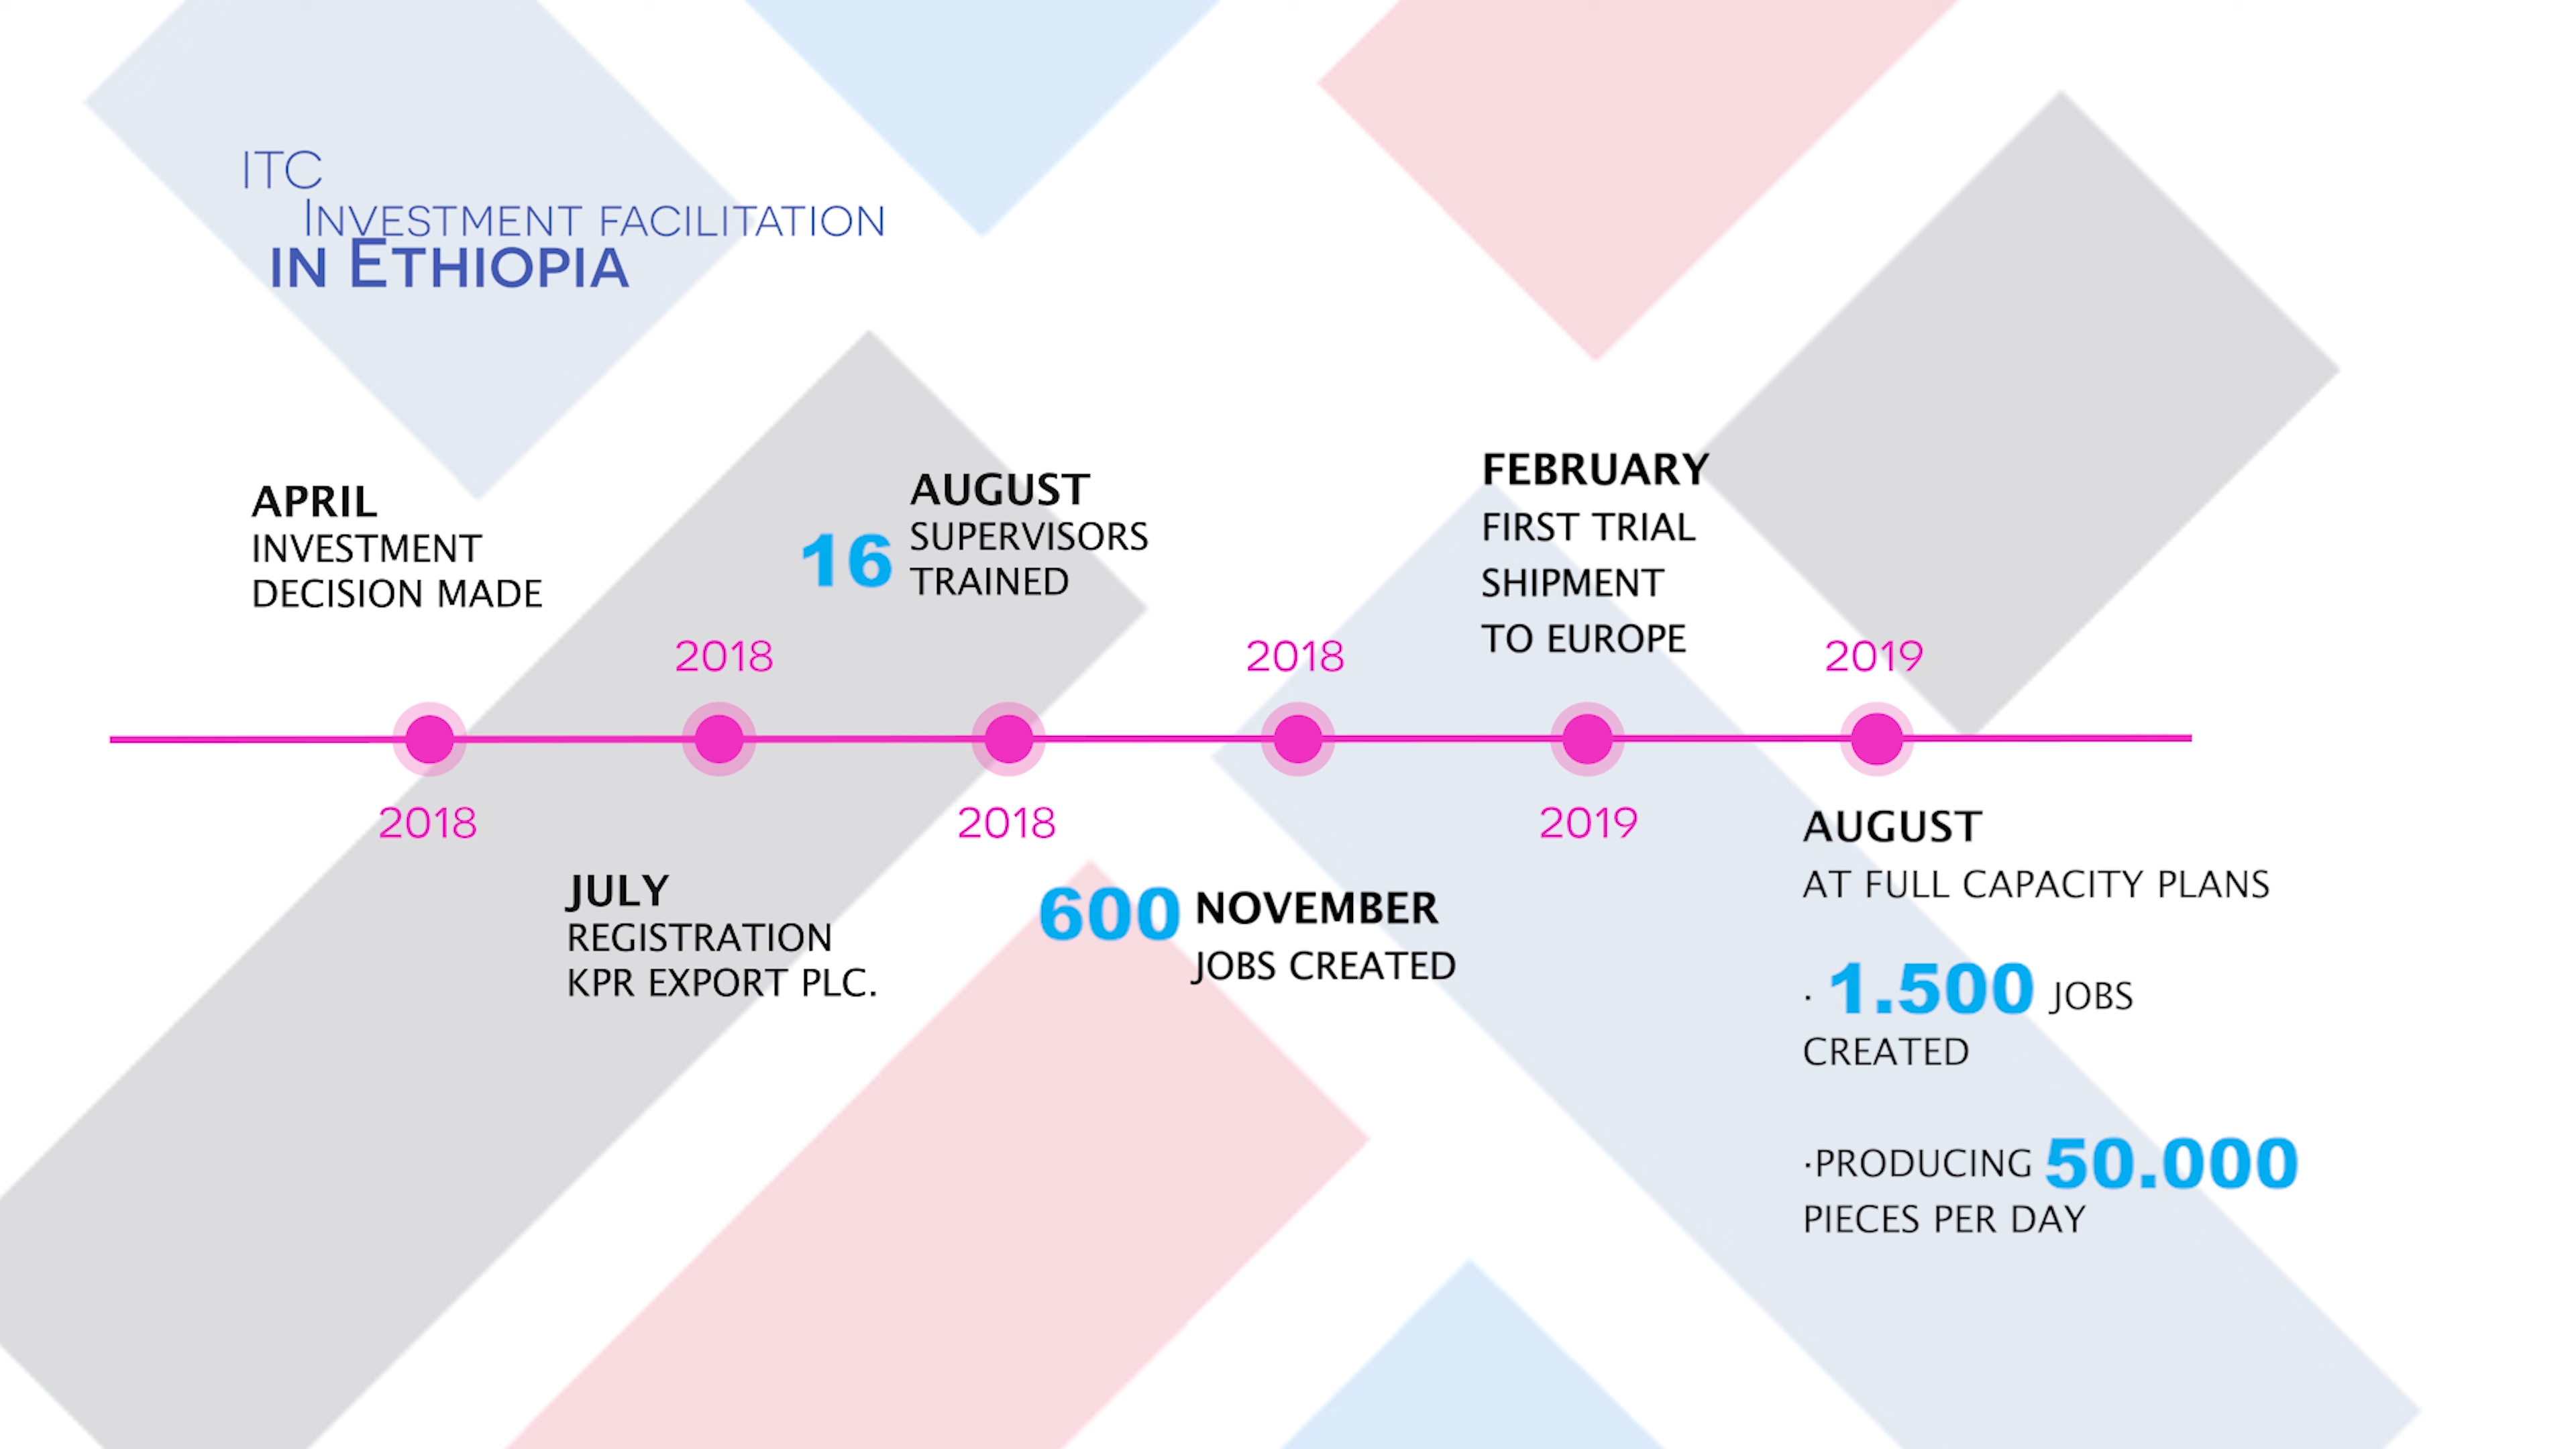 ITC
INVESTMENT FACILITATION
IN ETHIOPIA
APRIL
INVESTMENT
DECISION MADE
2018
2018
JULY
REGISTRATION
KPR EXPORT PLC.
AUGUST
16 SUPERVISORS
TRAINED
2018
2018
600 NOVEMBER
JOBS CREATED
FEBRUARY
FIRST TRIAL
SHIPMENT
TO EUROPE
2019
2019
AUGUST
AT FULL CAPACITY PLANS
· 1.500 JOBS
CREATED
·PRODUCING 50.000
PIECES PER DAY